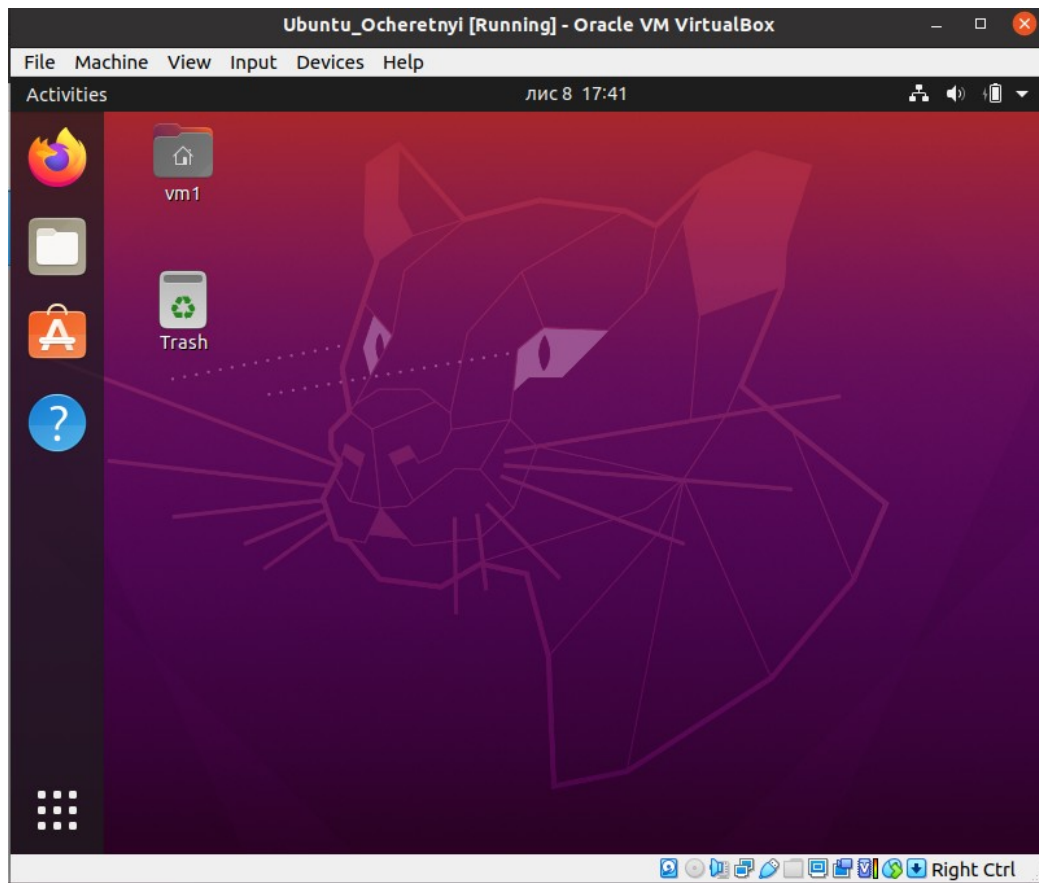 Ubuntu_Ocheretnyi [Running] - Oracle VM VirtualBox
File Machine View Input Devices Help
Activities лис 8 17:41
vm1
Trash
Right Ctrl